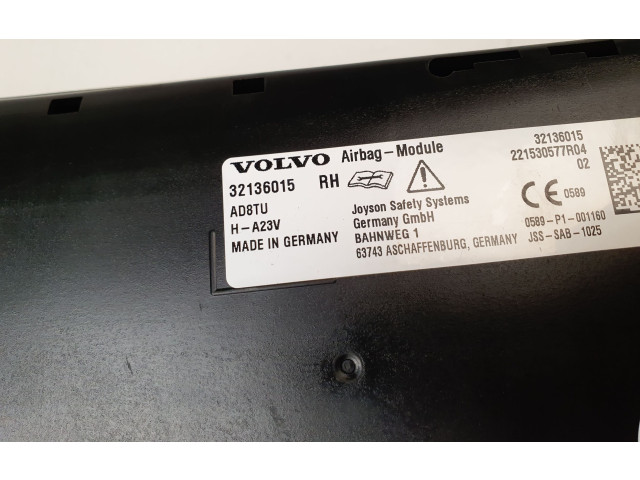 VOLVO Airbag-Module
32136015 RH
AD8TU
H-A23V
MADE IN GERMANY
Joyson Safety Systems
Germany GmbH
BAHNWEG 1
63743 ASCHAFFENBURG, GERMANY
32136015
221530577R04
02
CE 0589
0589-P1-001160
JSS-SAB-1025